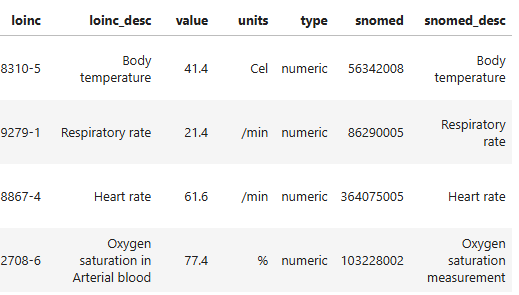 loinc loinc_desc value units type snomed snomed_desc
8310-5 Body temperature 41.4 Cel numeric 56342008 Body temperature
9279-1 Respiratory rate 21.4 /min numeric 86290005 Respiratory rate
8867-4 Heart rate 61.6 /min numeric 364075005 Heart rate
2708-6 Oxygen saturation in Arterial blood 77.4 % numeric 103228002 Oxygen saturation measurement